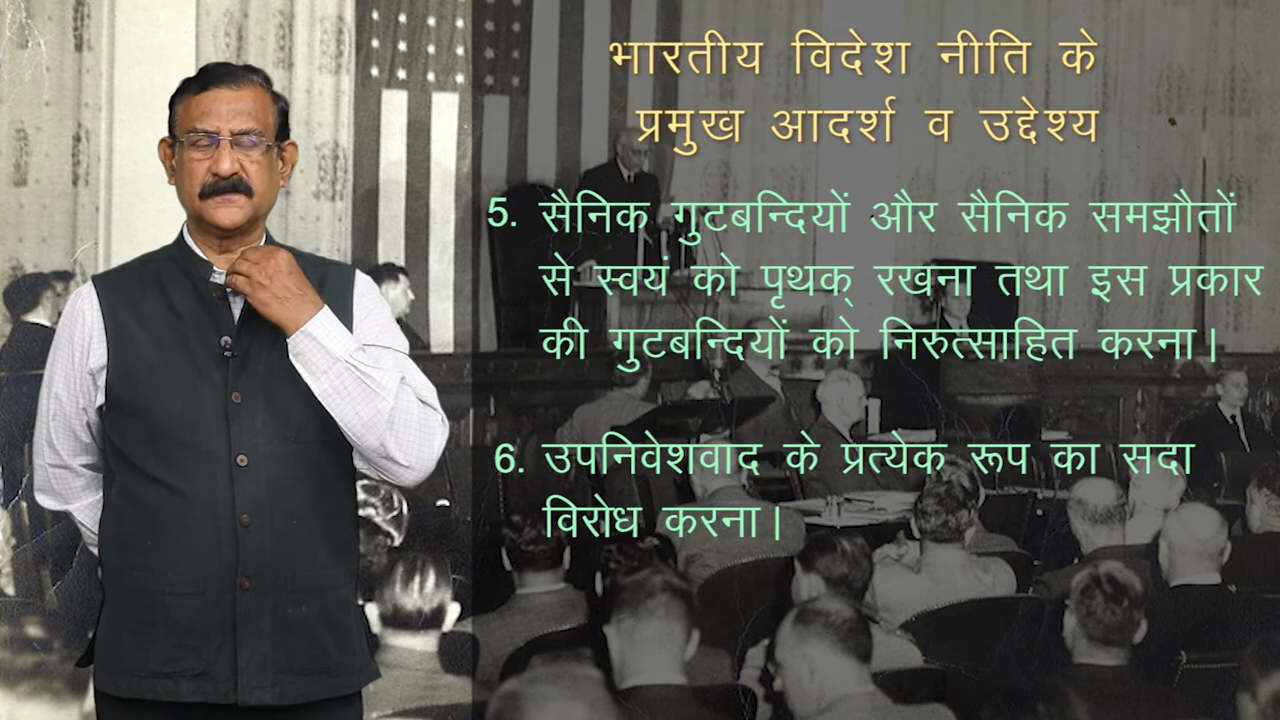 भारतीय विदेश नीति के
प्रमुख आदर्श व उद्देश्य
5. सैनिक गुटबन्दियों और सैनिक समझौतों
से स्वयं को पृथक् रखना तथा इस प्रकार
की गुटबन्दियों को निरुत्साहित करना।
6. उपनिवेशवाद के प्रत्येक रूप का सदा
विरोध करना।